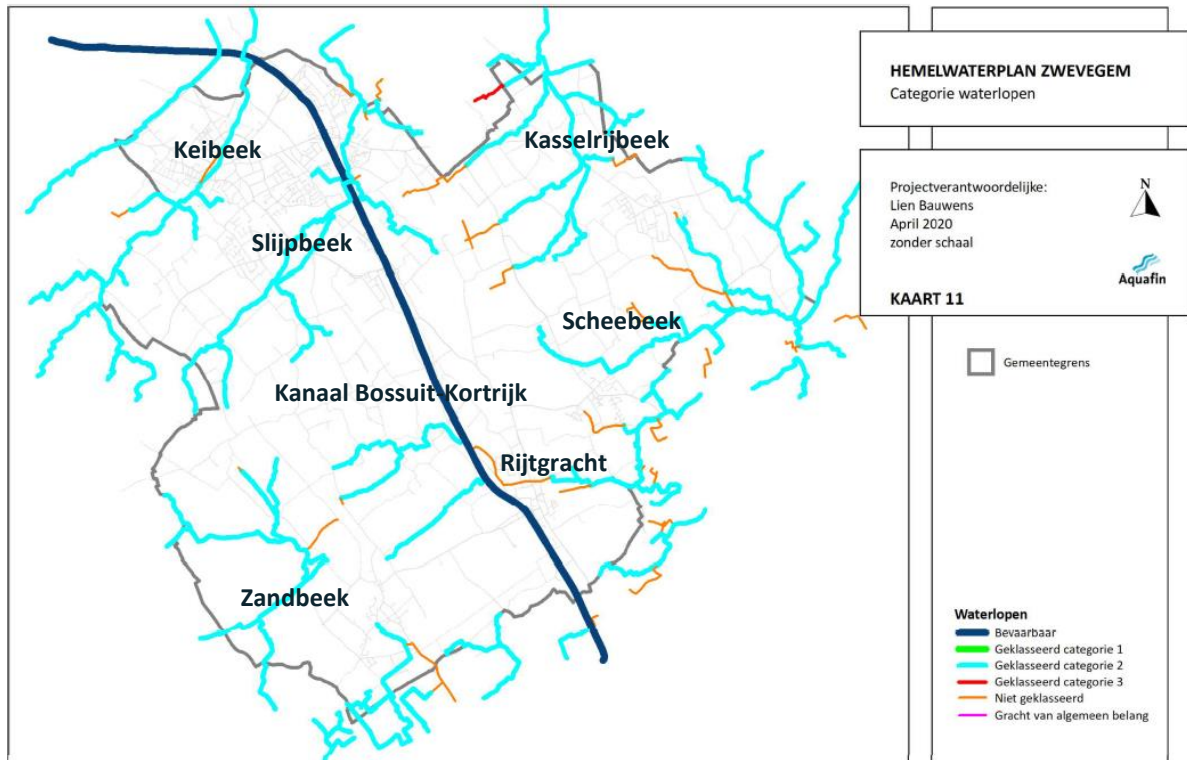 Keibeek
Kasselrijbeek
Slijpbeek
Scheebeek
Kanaal Bossuit-Kortrijk
Rijtgracht
Zandbeek
HEMELWATERPLAN ZWEVEGEM
Categorie waterlopen
Projectverantwoordelijke:
Lien Bauwens
April 2020
zonder schaal
N
Aquafin
KAART 11
Gemeentegrens
Waterlopen
Bevaarbaar
Geklasseerd categorie 1
Geklasseerd categorie 2
Geklasseerd categorie 3
Niet geklasseerd
Gracht van algemeen belang